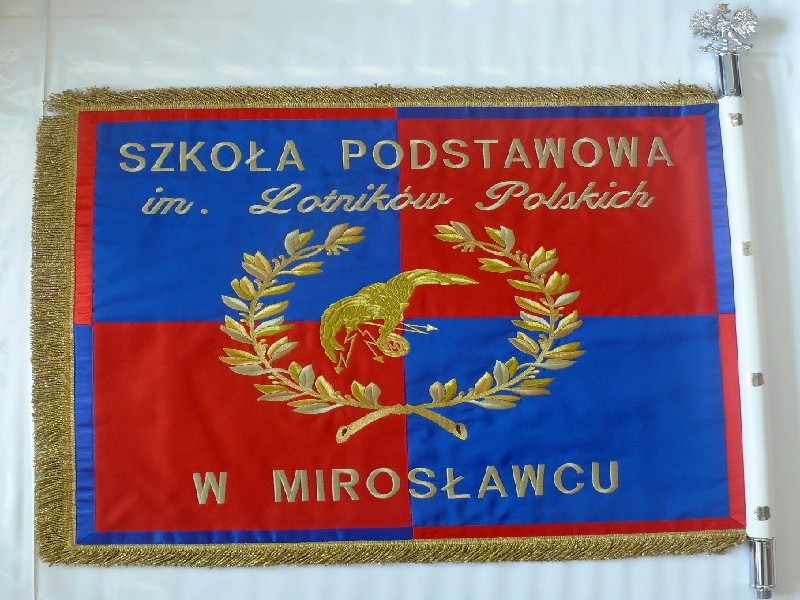 SZKOŁA PODSTAWOWA
im. Lotników Polskich
W MIROSŁAWCU